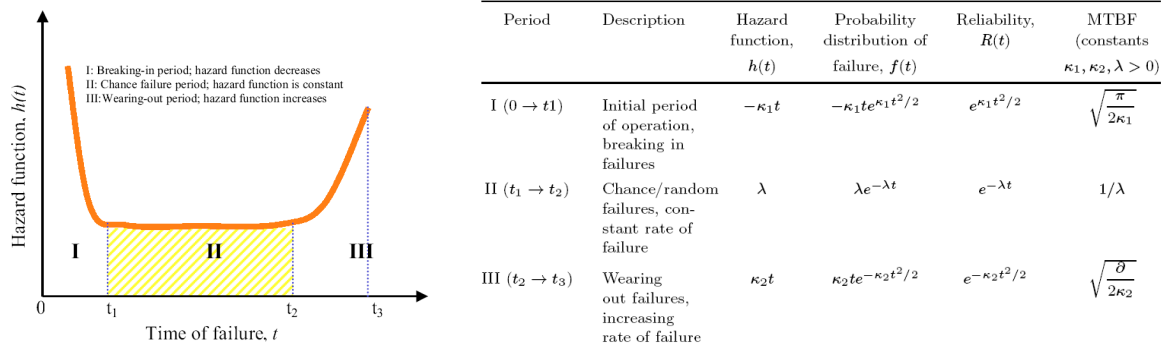 Hazard function, h(t)
I: Breaking-in period; hazard function decreases
II: Chance failure period; hazard function is constant
III: Wearing-out period; hazard function increases
I
II
III
0
t₁
t₂
t₃
Time of failure, t
Period Description Hazard Probability Reliability, MTBF
function, distribution of R(t) (constants
h(t) failure, f(t) κ₁, κ₂, λ > 0)
I (0 → t1) Initial period −κ₁t −κ₁te^{κ₁t²/2} e^{κ₁t²/2} √(π/2κ₁)
of operation,
breaking in
failures
II (t₁ → t₂) Chance/random λ λe^{−λt} e^{−λt} 1/λ
failures, con-
stant rate of
failure
III (t₂ → t₃) Wearing κ₂t κ₂te^{−κ₂t²/2} e^{−κ₂t²/2} √(∂/2κ₂)
out failures,
increasing
rate of failure